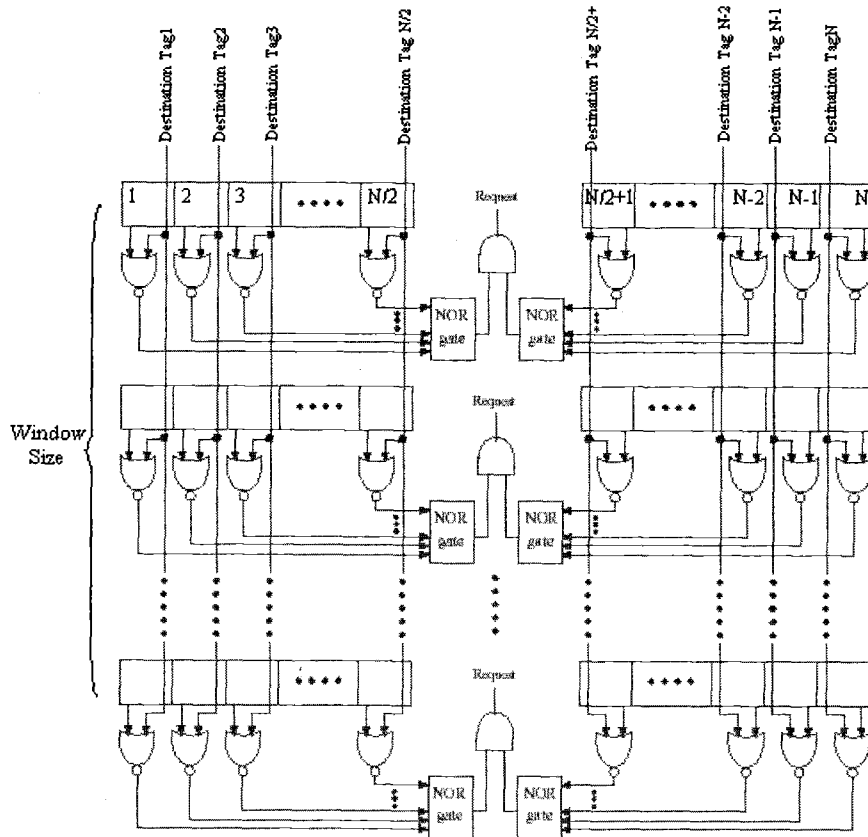 Destination Tag1
Destination Tag2
Destination Tag3
Destination Tag N/2
Destination Tag N/2+
Destination Tag N-2
Destination Tag N-1
Destination TagN
1 2 3 N/2 N/2+1 N-2 N-1 N
Request
NOR gate
NOR gate
Window Size
Request
NOR gate
NOR gate
Request
NOR gate
NOR gate